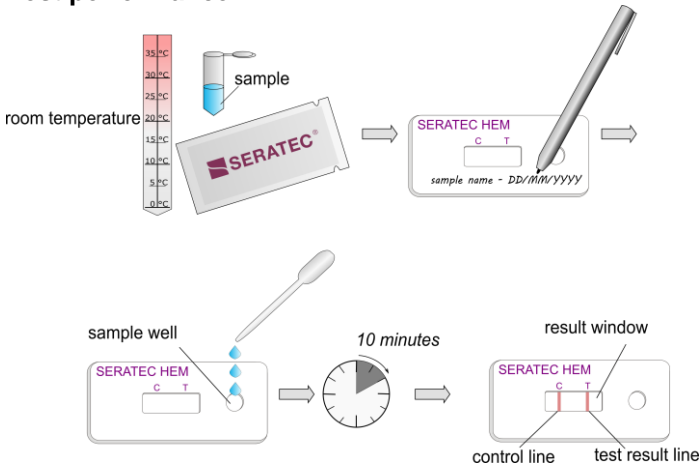 35 °C
30 °C
25 °C
20 °C
15 °C
10 °C
5 °C
0 °C
room temperature
sample
SERATEC®
SERATEC HEM
C T
sample name - DD/MM/YYYY
sample well
SERATEC HEM
C T
10 minutes
result window
SERATEC HEM
C T
control line
test result line